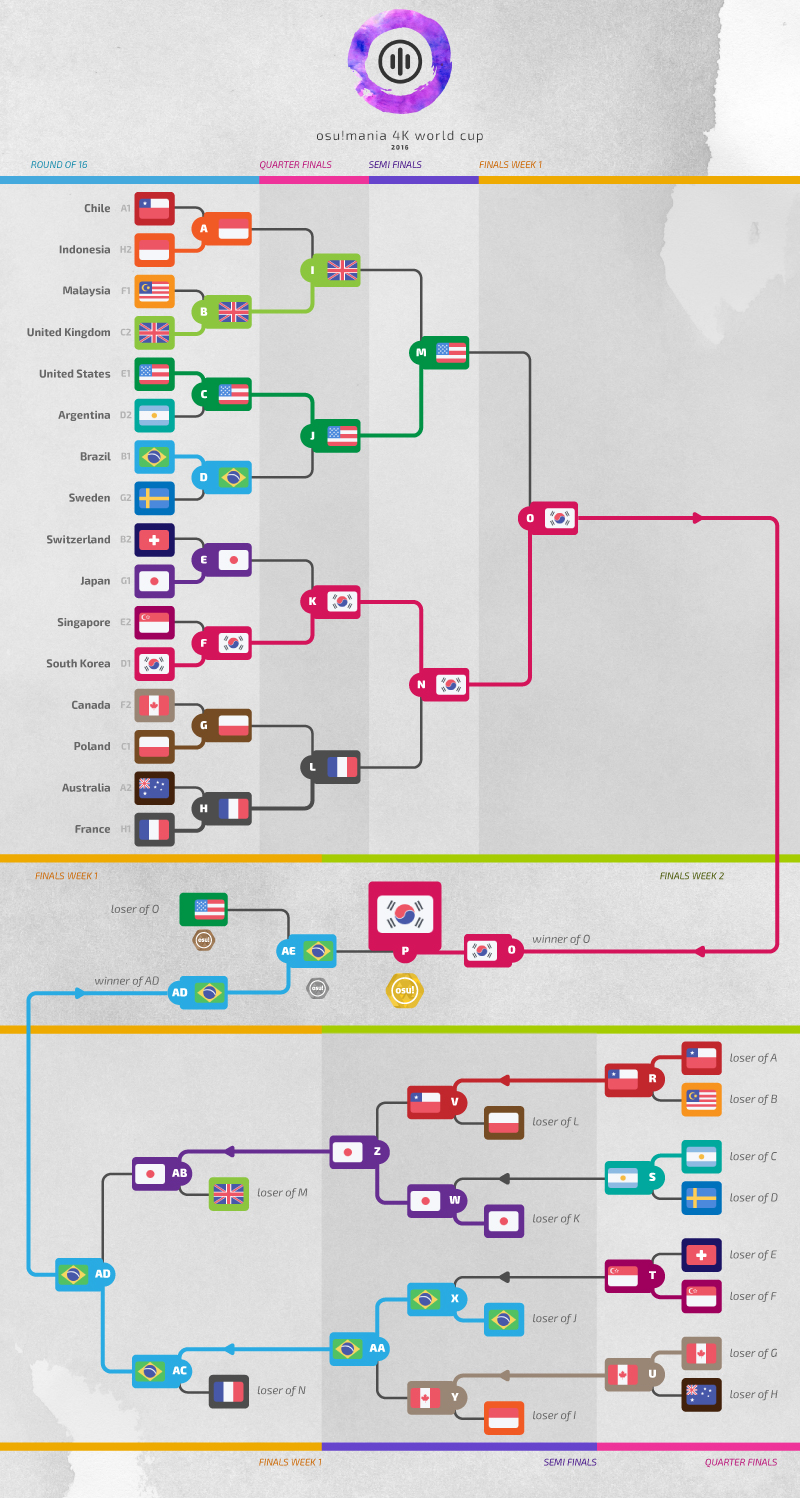 osu!mania 4K world cup
2016
ROUND OF 16 QUARTER FINALS SEMI FINALS FINALS WEEK 1
Chile A1
A
Indonesia H2
I
Malaysia F1
B
United Kingdom C2
M
United States E1
C
Argentina D2
J
Brazil B1
D
Sweden G2
O
Switzerland B2
E
Japan G1
K
Singapore E2
F
South Korea D1
N
Canada F2
G
Poland C1
L
Australia A2
H
France H1
FINALS WEEK 1 FINALS WEEK 2
loser of O
osu!
AE P O winner of O
winner of AD
AD
osu! osu!
loser of A
R
V
loser of B
loser of L
Z
loser of C
AB
S
loser of M
W
loser of D
loser of K
loser of E
AD
T
X
loser of F
loser of J
AA
loser of G
AC
U
loser of N
Y
loser of H
loser of I
FINALS WEEK 1 SEMI FINALS QUARTER FINALS